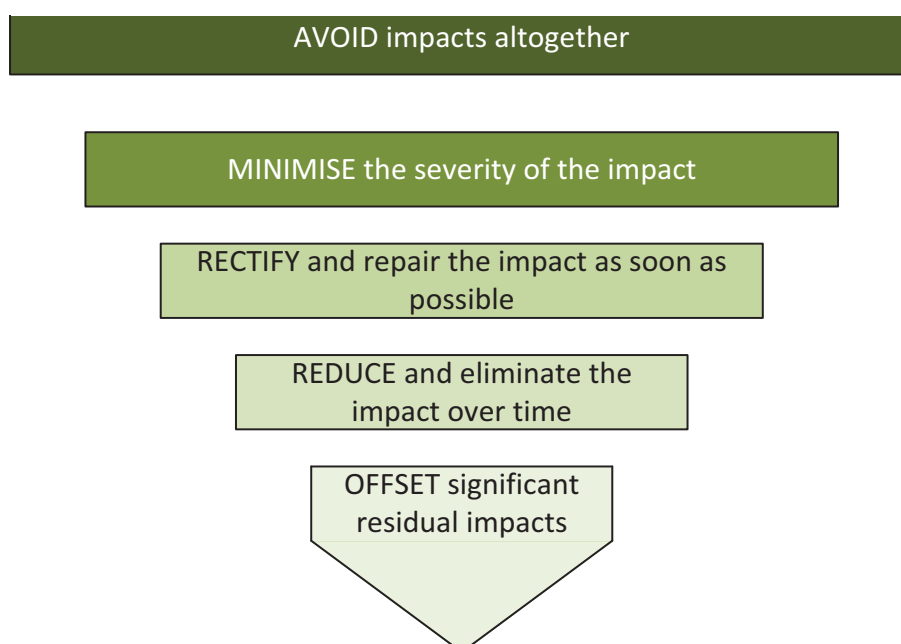 AVOID impacts altogether
MINIMISE the severity of the impact
RECTIFY and repair the impact as soon as
possible
REDUCE and eliminate the
impact over time
OFFSET significant
residual impacts